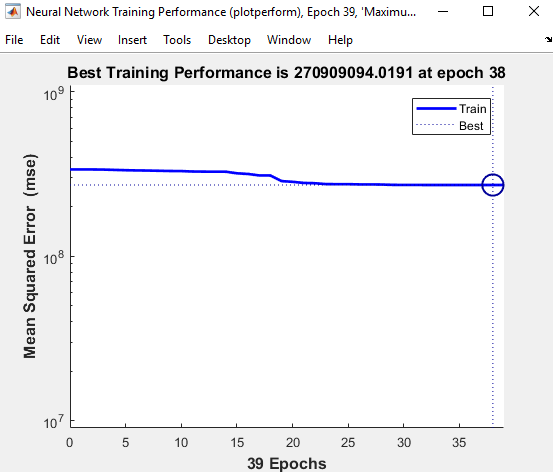 Neural Network Training Performance (plotperform), Epoch 39, 'Maximu...
File Edit View Insert Tools Desktop Window Help
Best Training Performance is 270909094.0191 at epoch 38
10⁹
Train
Best
10⁸
10⁷
Mean Squared Error (mse)
0 5 10 15 20 25 30 35
39 Epochs